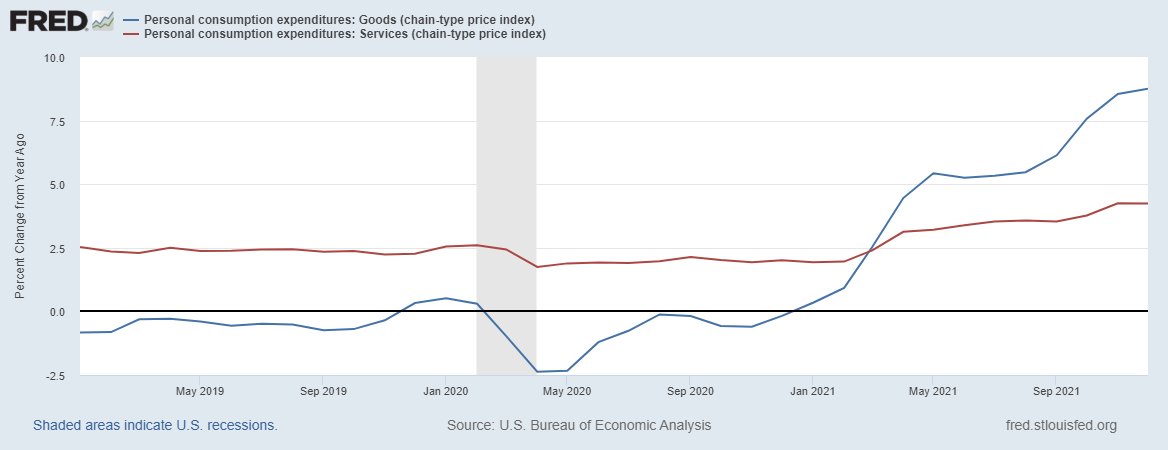 FRED
Personal consumption expenditures: Goods (chain-type price index)
Personal consumption expenditures: Services (chain-type price index)
Percent Change from Year Ago
10.0
7.5
5.0
2.5
0.0
-2.5
May 2019
Sep 2019
Jan 2020
May 2020
Sep 2020
Jan 2021
May 2021
Sep 2021
Shaded areas indicate U.S. recessions.
Source: U.S. Bureau of Economic Analysis
fred.stlouisfed.org